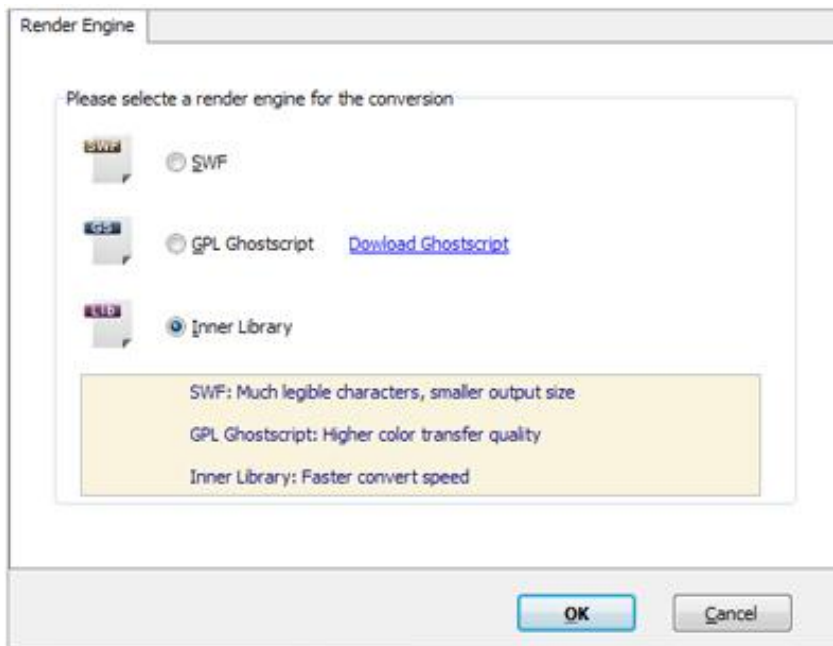 Render Engine
Please selecte a render engine for the conversion
SWF
SWF
GS
GPL Ghostscript Dowload Ghostscript
Lib
Inner Library
SWF: Much legible characters, smaller output size
GPL Ghostscript: Higher color transfer quality
Inner Library: Faster convert speed
OK Cancel